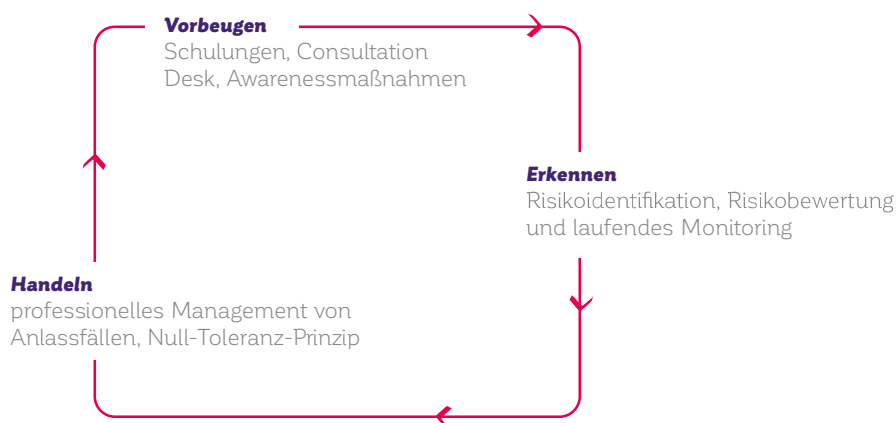 Vorbeugen
Schulungen, Consultation
Desk, Awarenessmaßnahmen
Erkennen
Risikoidentifikation, Risikobewertung
und laufendes Monitoring
Handeln
professionelles Management von
Anlassfällen, Null-Toleranz-Prinzip